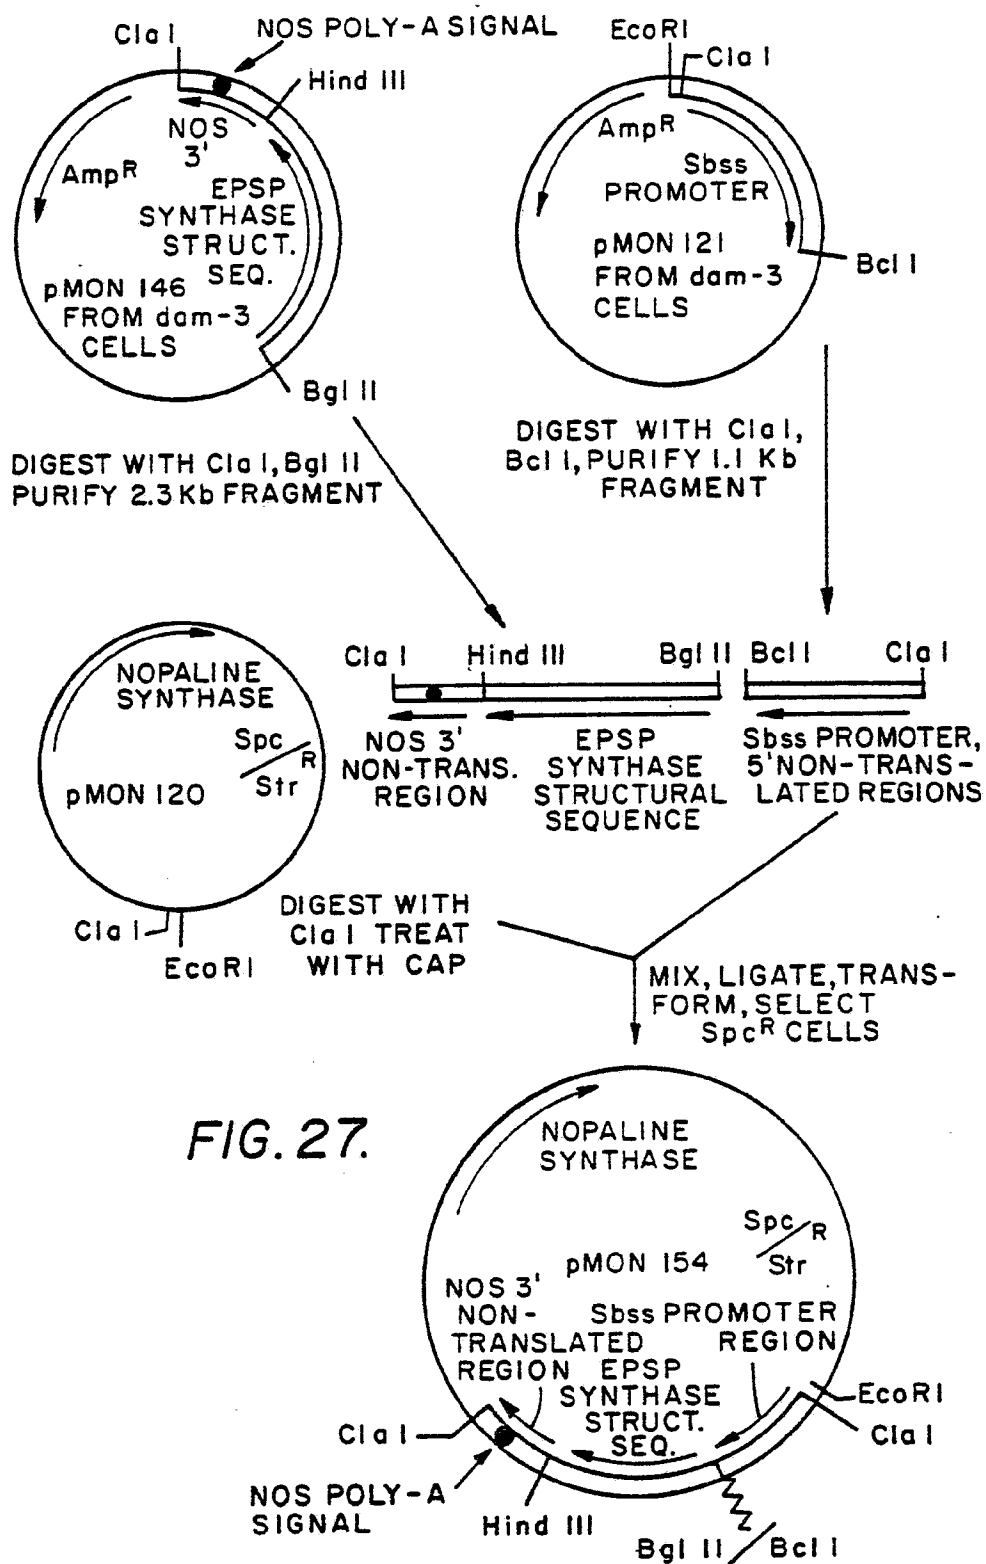 Cla I
NOS POLY-A SIGNAL
Hind III
NOS
3'
AmpR
EPSP
SYNTHASE
STRUCT.
SEQ.
pMON 146
FROM dam-3
CELLS
Bgl II
EcoRI
Cla I
AmpR
Sbss
PROMOTER
pMON 121
FROM dam-3
CELLS
Bcl I
DIGEST WITH Cla I, Bgl II
PURIFY 2.3 Kb FRAGMENT
DIGEST WITH Cla I,
Bcl I, PURIFY 1.1 Kb
FRAGMENT
NOPALINE
SYNTHASE
Spc/StrR
pMON 120
Cla I
EcoRI
Cla I
Hind III
Bgl II
Bcl I
Cla I
NOS 3'
NON-TRANS.
REGION
EPSP
SYNTHASE
STRUCTURAL
SEQUENCE
Sbss PROMOTER,
5' NON-TRANS-
LATED REGIONS
DIGEST WITH
Cla I TREAT
WITH CAP
MIX, LIGATE, TRANS-
FORM, SELECT
SpcR CELLS
FIG. 27.
NOPALINE
SYNTHASE
Spc/StrR
pMON 154
NOS 3'
NON-
TRANSLATED
REGION
Sbss PROMOTER
REGION
EPSP
SYNTHASE
STRUCT.
SEQ.
EcoRI
Cla I
Cla I
NOS POLY-A
SIGNAL
Hind III
Bgl II/Bcl I